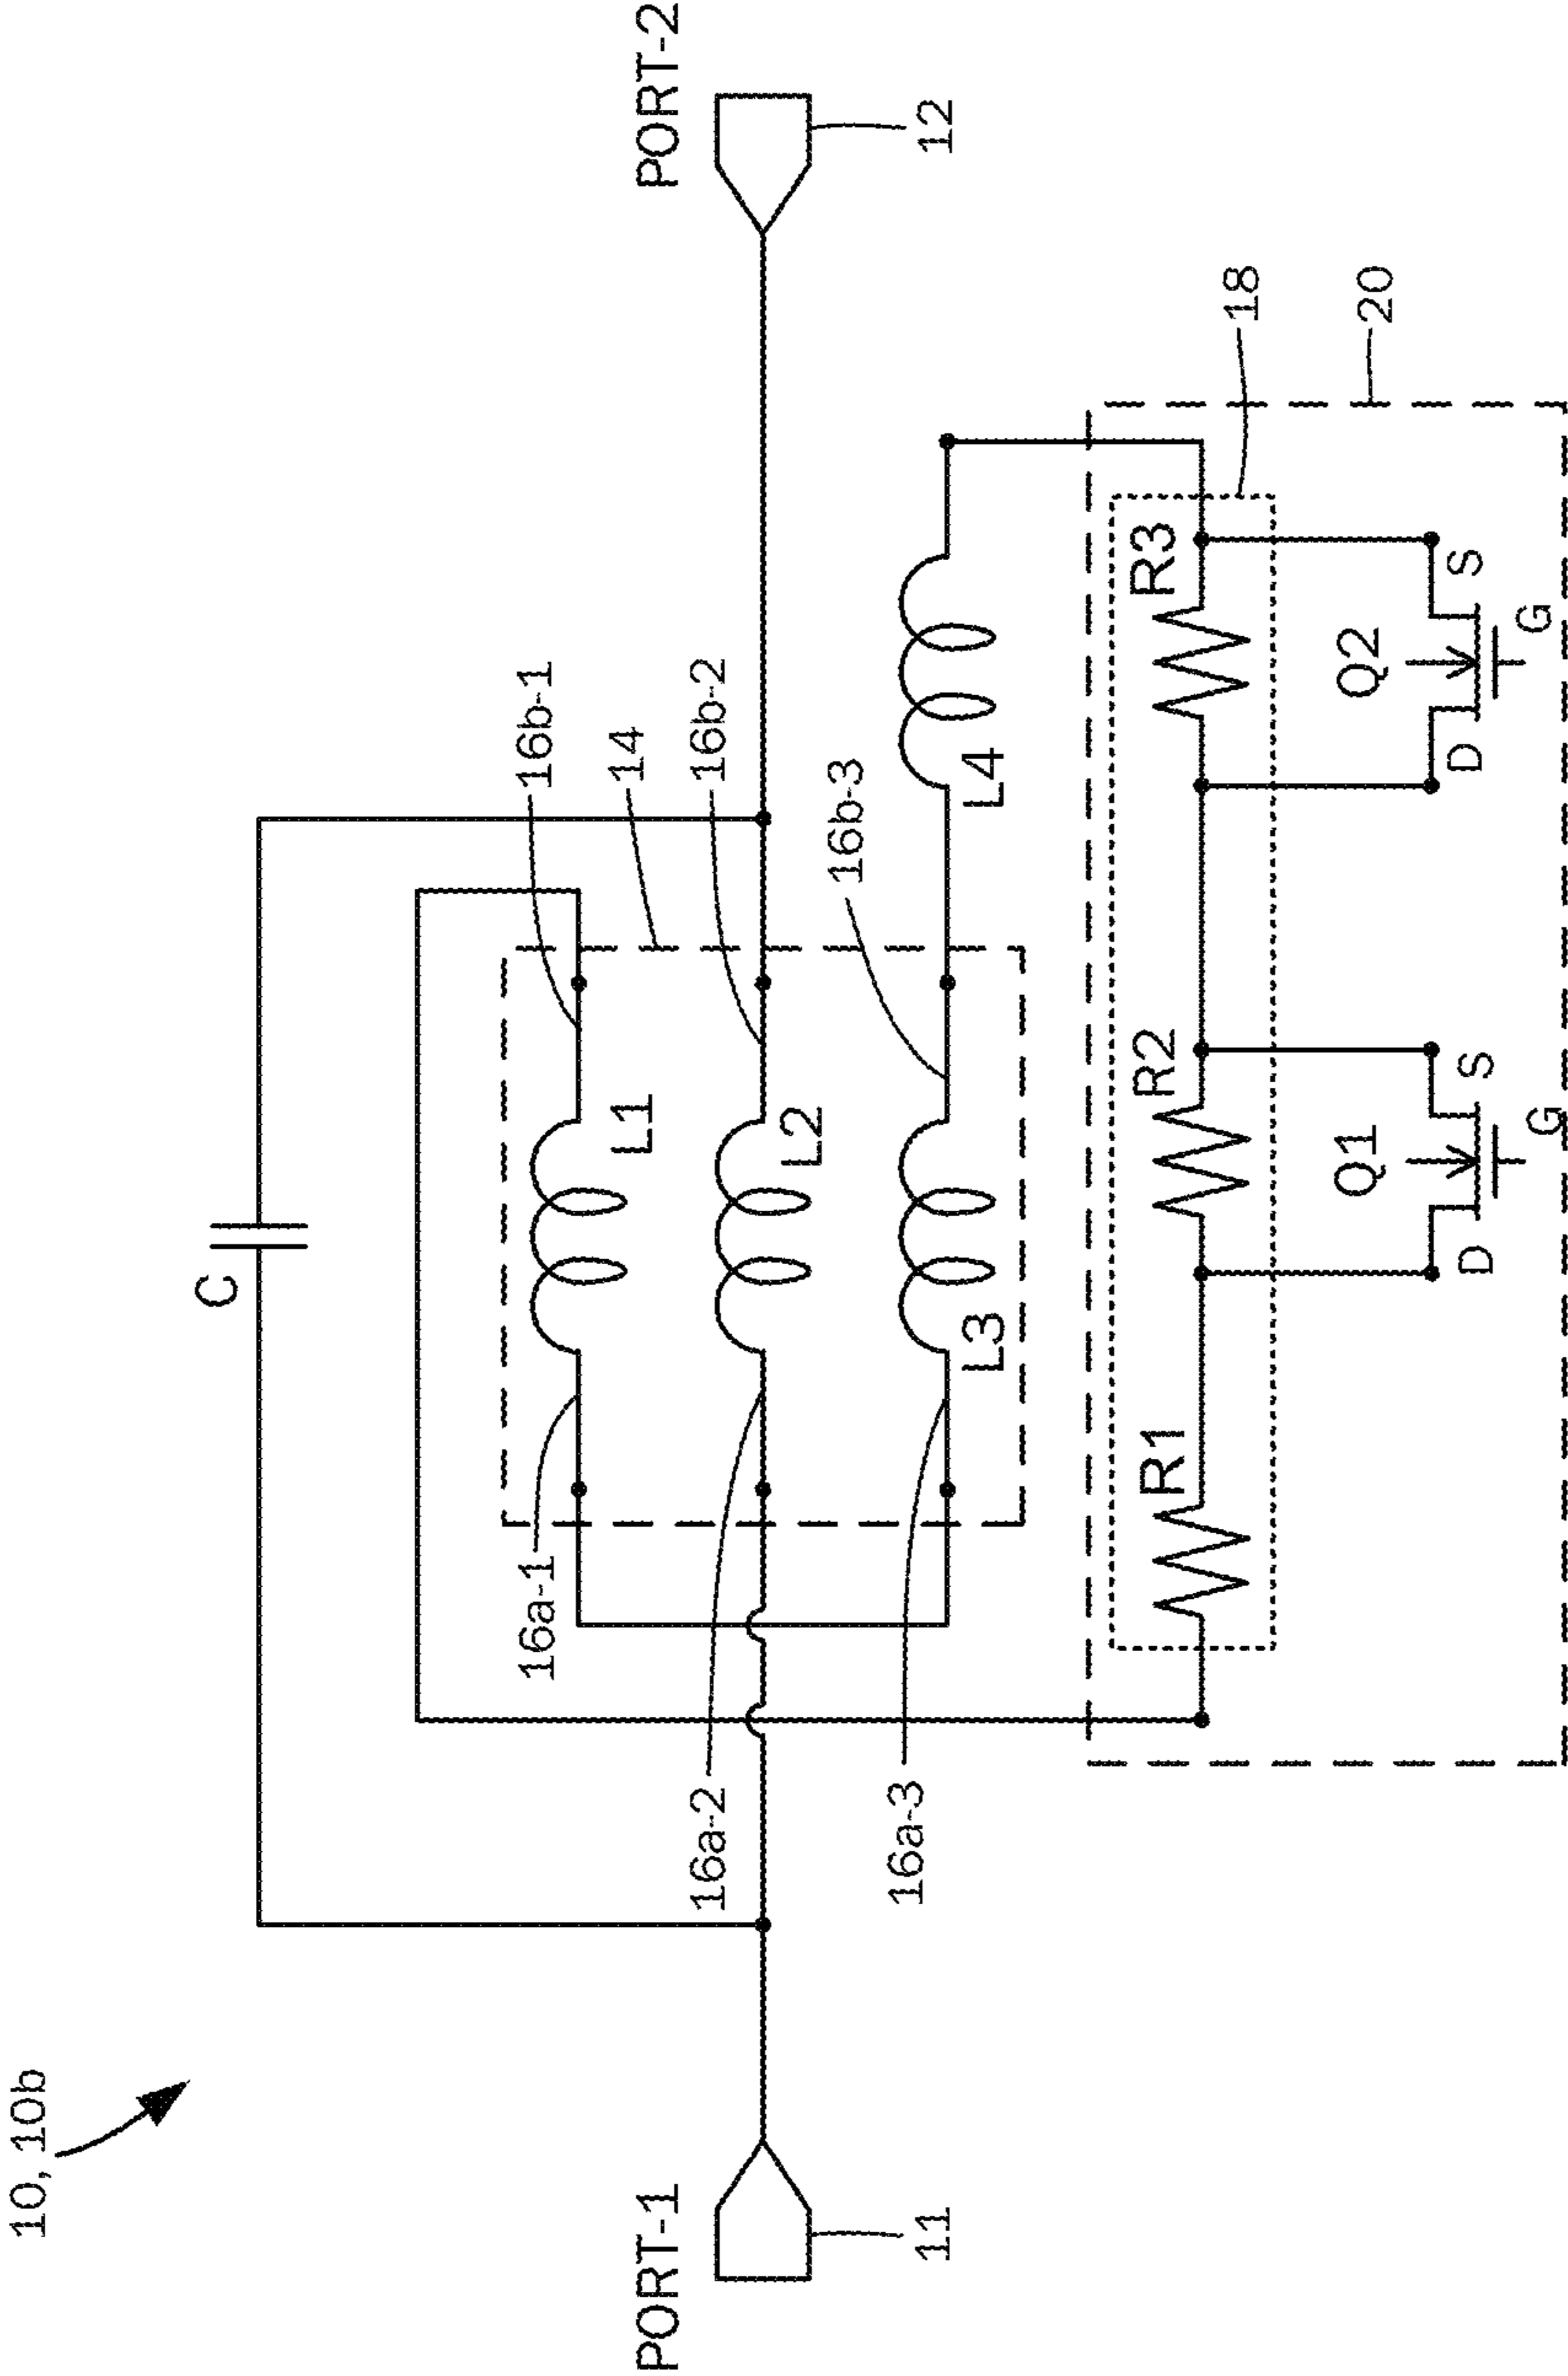 10, 10b
C
16b-1
14
16b-2
16a-1
L1
PORT-1
PORT-2
L2
11
12
16a-2
16b-3
16a-3
L3
L4
18
R1
R2
R3
20
Q1
Q2
D
S
D
S
G
G